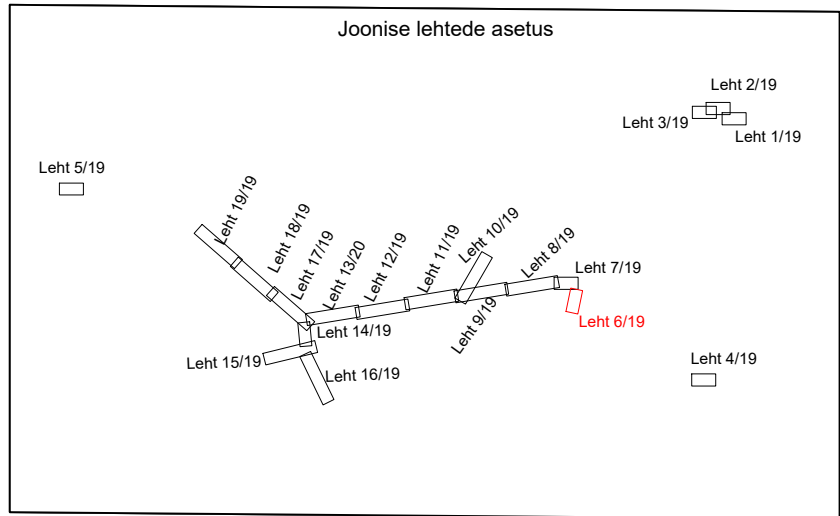 Joonise lehtede asetus
Leht 2/19
Leht 3/19
Leht 1/19
Leht 5/19
Leht 19/19
Leht 18/19
Leht 17/19
Leht 13/20
Leht 12/19
Leht 11/19
Leht 10/19
Leht 9/19
Leht 8/19
Leht 7/19
Leht 6/19
Leht 14/19
Leht 15/19
Leht 16/19
Leht 4/19